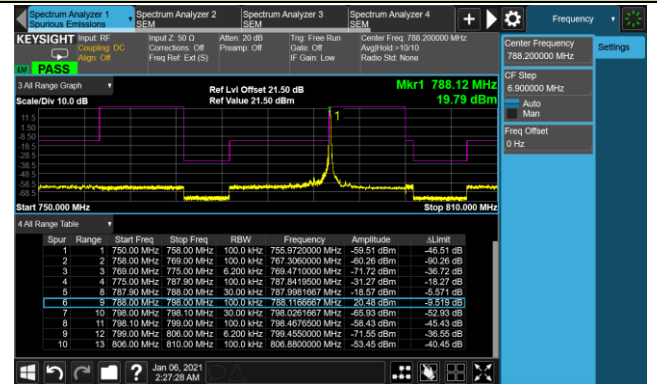 Spectrum Analyzer 1
Spurious Emissions
Spectrum Analyzer 2
SEM
Spectrum Analyzer 3
SEM
Spectrum Analyzer 4
SEM
+
Frequency
KEYSIGHT
Input: RF
Coupling: DC
Align: Off
Input Z: 50 Ω
Corrections: Off
Freq Ref: Ext (S)
Atten: 20 dB
Preamp: Off
Trig: Free Run
Gate: Off
IF Gain: Low
Center Freq: 788.200000 MHz
Avg|Hold:>10/10
Radio Std: None
PASS
Center Frequency
788.200000 MHz
Settings
CF Step
6.900000 MHz
Auto
Man
Freq Offset
0 Hz
3 All Range Graph
Scale/Div 10.0 dB
Ref Lvl Offset 21.50 dB
Ref Value 21.50 dBm
Mkr1 788.12 MHz
19.79 dBm
1
11.5
1.50
-8.50
-18.5
-28.5
-38.5
-48.5
-58.5
-68.5
Start 750.000 MHz
Stop 810.000 MHz
4 All Range Table
Spur Range Start Freq Stop Freq RBW Frequency Amplitude ΔLimit
1 1 750.00 MHz 758.00 MHz 100.0 kHz 755.9720000 MHz -59.51 dBm -46.51 dB
2 2 758.00 MHz 769.00 MHz 100.0 kHz 767.3060000 MHz -60.26 dBm -90.26 dB
3 3 769.00 MHz 775.00 MHz 6.200 kHz 769.4710000 MHz -71.72 dBm -36.72 dB
4 4 775.00 MHz 787.90 MHz 100.0 kHz 787.8419500 MHz -31.27 dBm -18.27 dB
5 8 787.90 MHz 788.00 MHz 30.00 kHz 787.9981667 MHz -18.57 dBm -5.571 dB
6 9 788.00 MHz 798.00 MHz 100.0 kHz 788.1166667 MHz 20.48 dBm -9.519 dB
7 10 798.00 MHz 798.10 MHz 30.00 kHz 798.0261667 MHz -65.93 dBm -52.93 dB
8 11 798.10 MHz 799.00 MHz 100.0 kHz 798.4676500 MHz -58.43 dBm -45.43 dB
9 12 799.00 MHz 806.00 MHz 6.200 kHz 799.4550000 MHz -71.55 dBm -36.55 dB
10 13 806.00 MHz 810.00 MHz 100.0 kHz 806.8800000 MHz -53.45 dBm -40.45 dB
?
Jan 06, 2021
2:27:28 AM